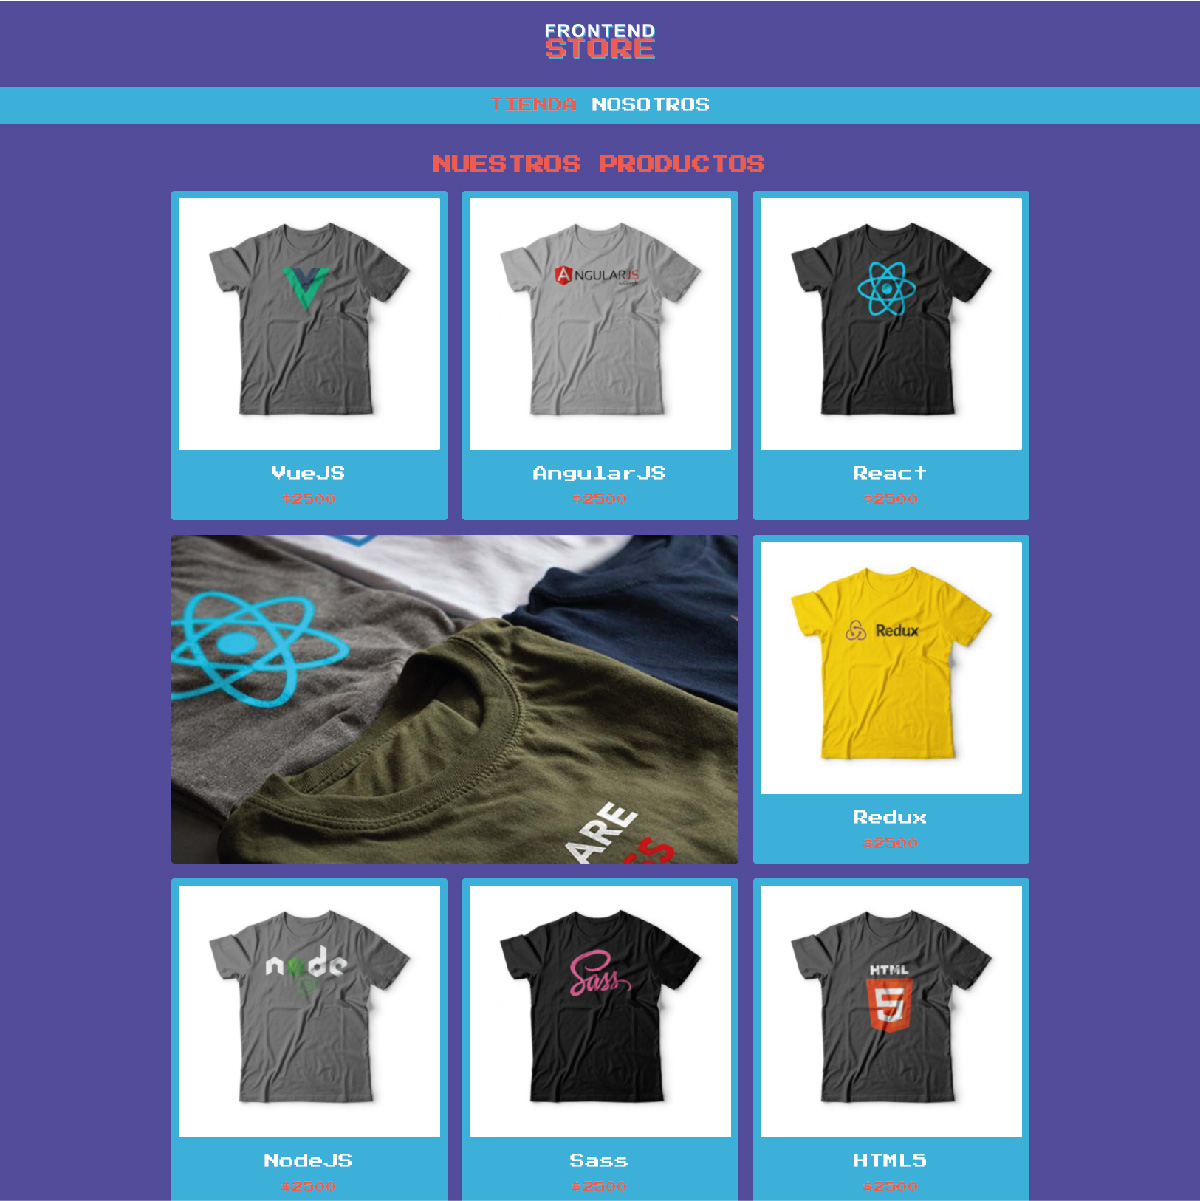 FRONTEND
STORE
TIENDA NOSOTROS
NUESTROS PRODUCTOS
ANGULARJS
VueJS
AngularJS
React
$2500
$2500
$2500
Redux
ARE
Redux
$2500
node
Sass
HTML
5
NodeJS
Sass
HTML5
$2500
$2500
$2500